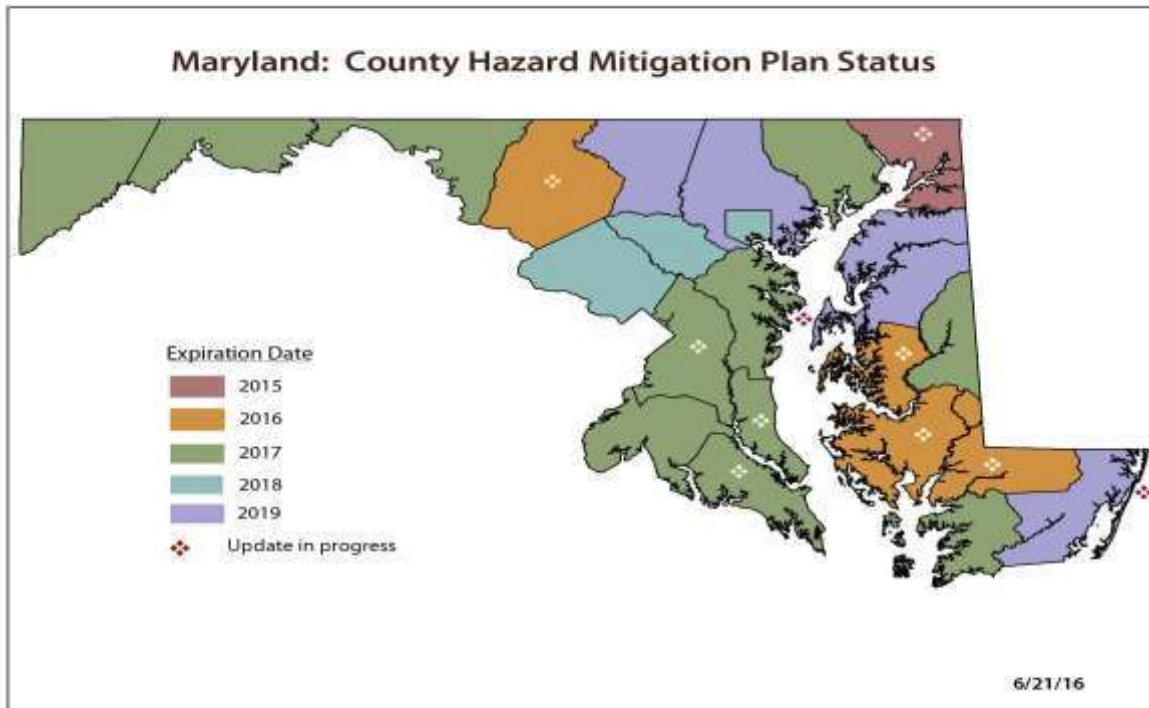 Maryland: County Hazard Mitigation Plan Status
Expiration Date
2015
2016
2017
2018
2019
Update in progress
6/21/16